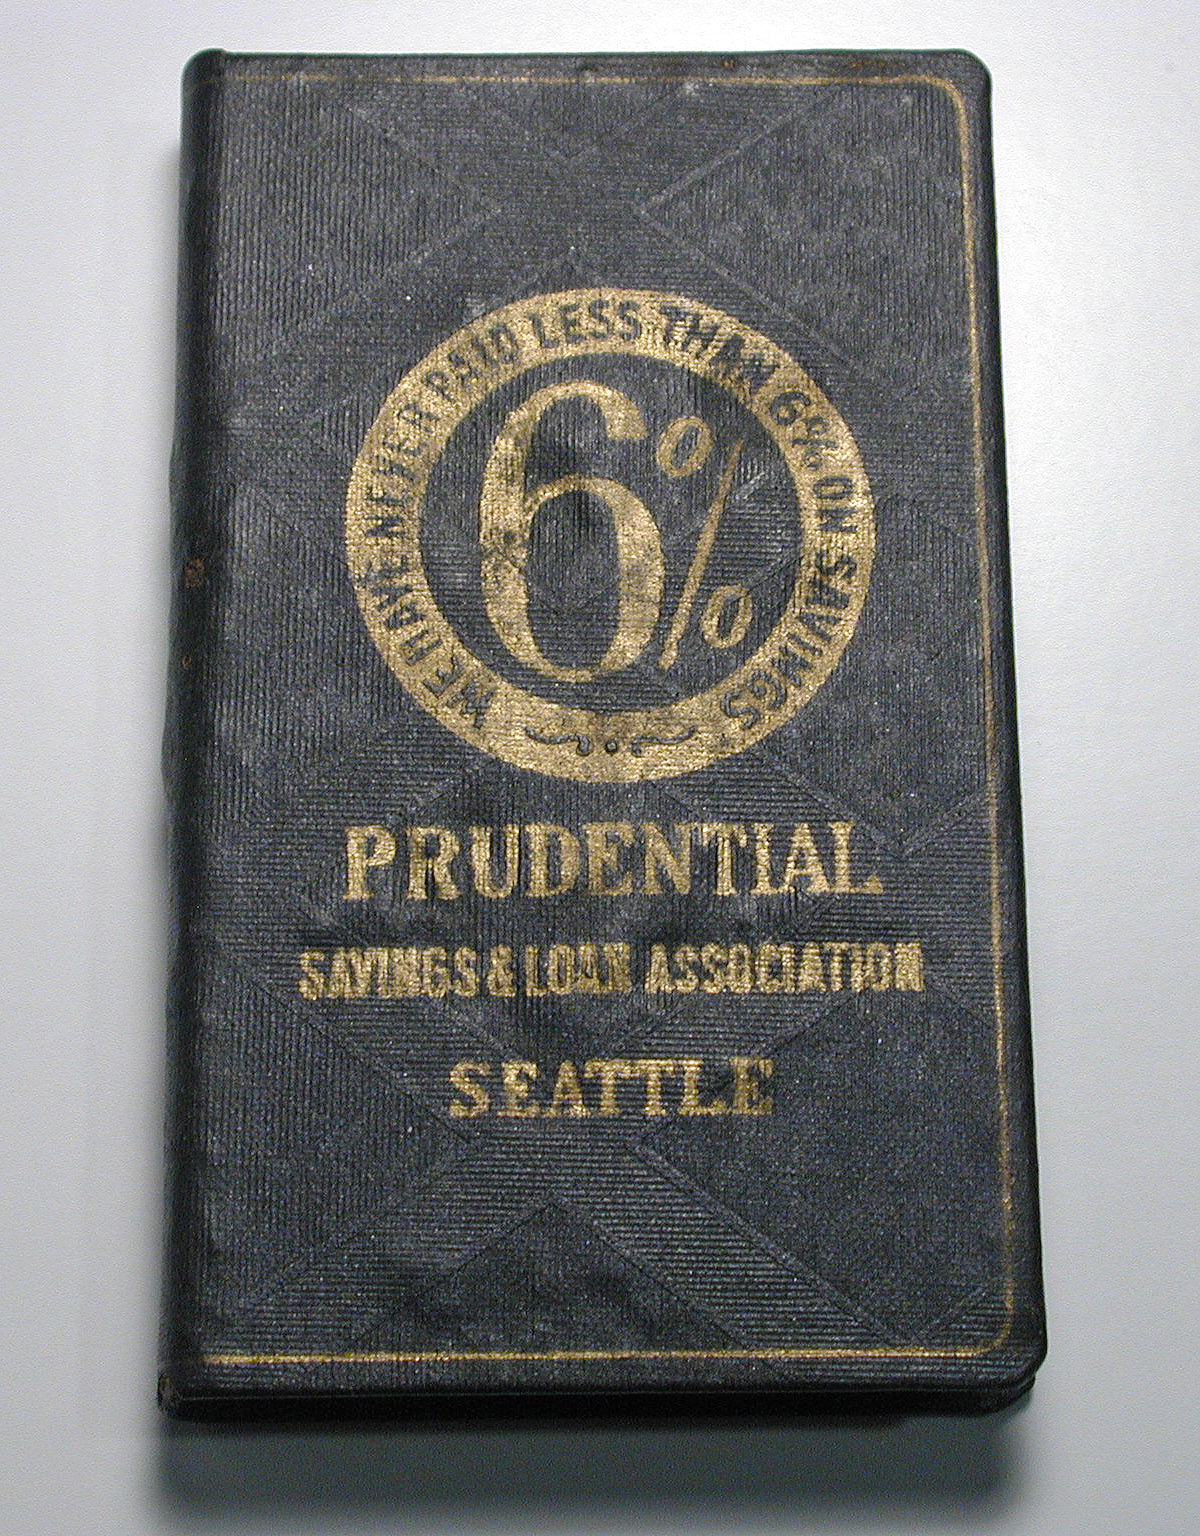 WE HAVE NEVER PAID LESS THAN 6% ON SAVINGS
6%
PRUDENTIAL
SAVINGS & LOAN ASSOCIATION
SEATTLE